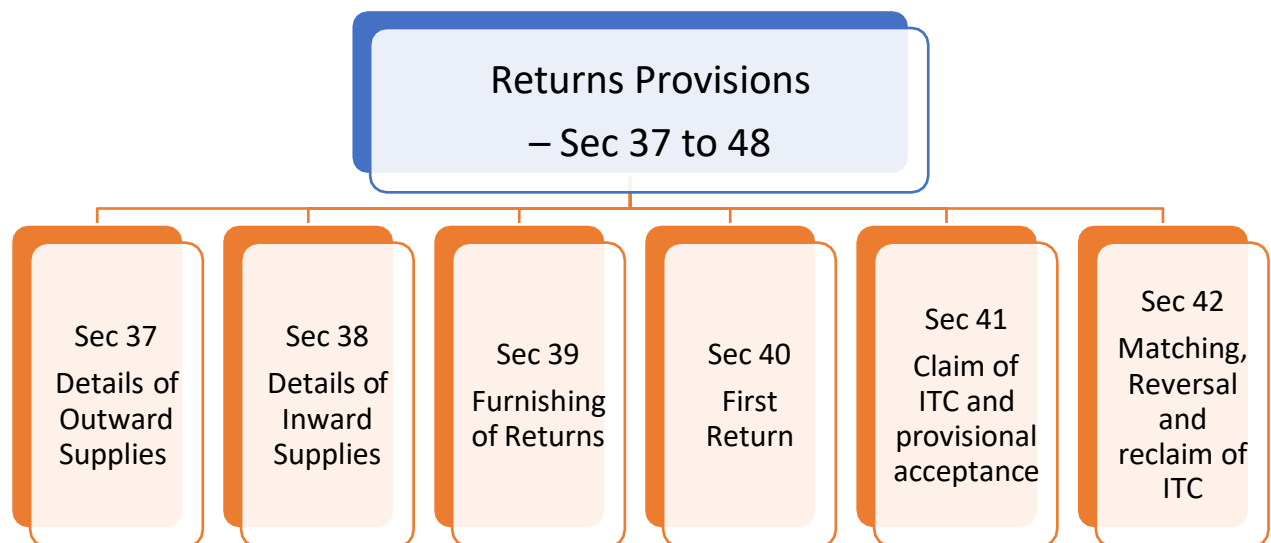 Returns Provisions
– Sec 37 to 48
Sec 37
Details of
Outward
Supplies
Sec 38
Details of
Inward
Supplies
Sec 39
Furnishing
of Returns
Sec 40
First
Return
Sec 41
Claim of
ITC and
provisional
acceptance
Sec 42
Matching,
Reversal
and
reclaim of
ITC